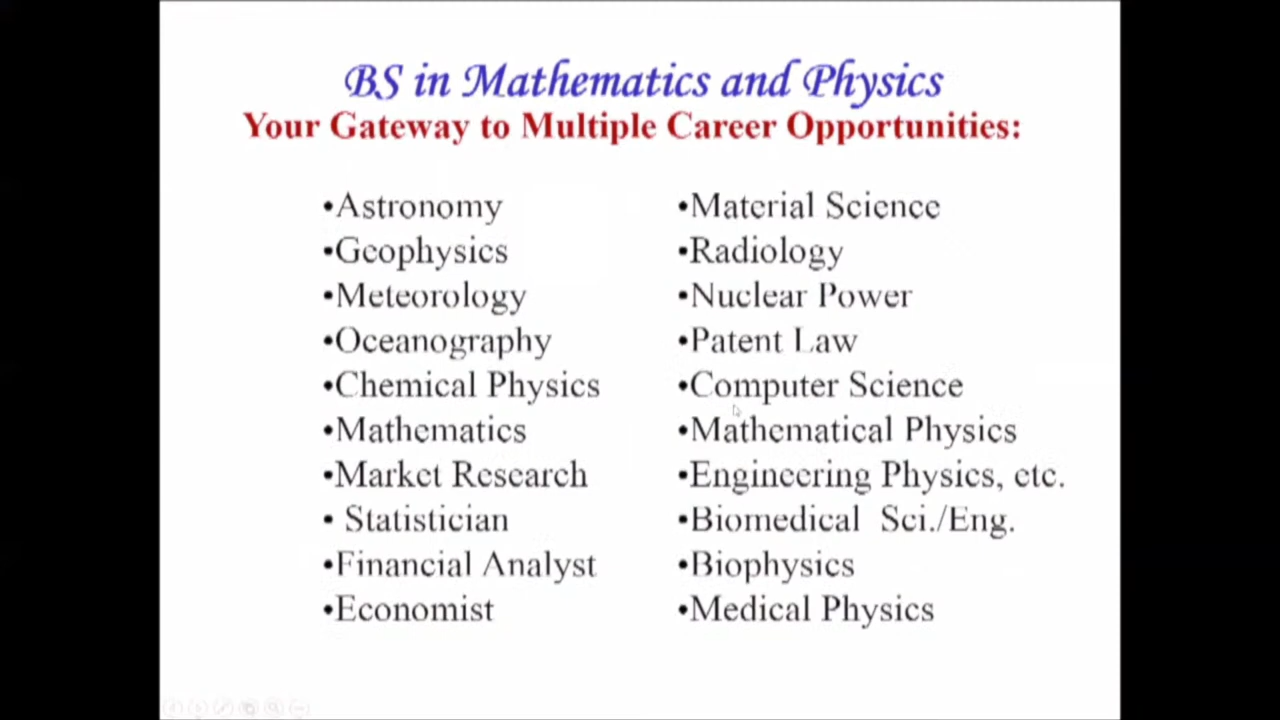 BS in Mathematics and Physics
Your Gateway to Multiple Career Opportunities:
•Astronomy
•Geophysics
•Meteorology
•Oceanography
•Chemical Physics
•Mathematics
•Market Research
• Statistician
•Financial Analyst
•Economist
•Material Science
•Radiology
•Nuclear Power
•Patent Law
•Computer Science
•Mathematical Physics
•Engineering Physics, etc.
•Biomedical Sci./Eng.
•Biophysics
•Medical Physics